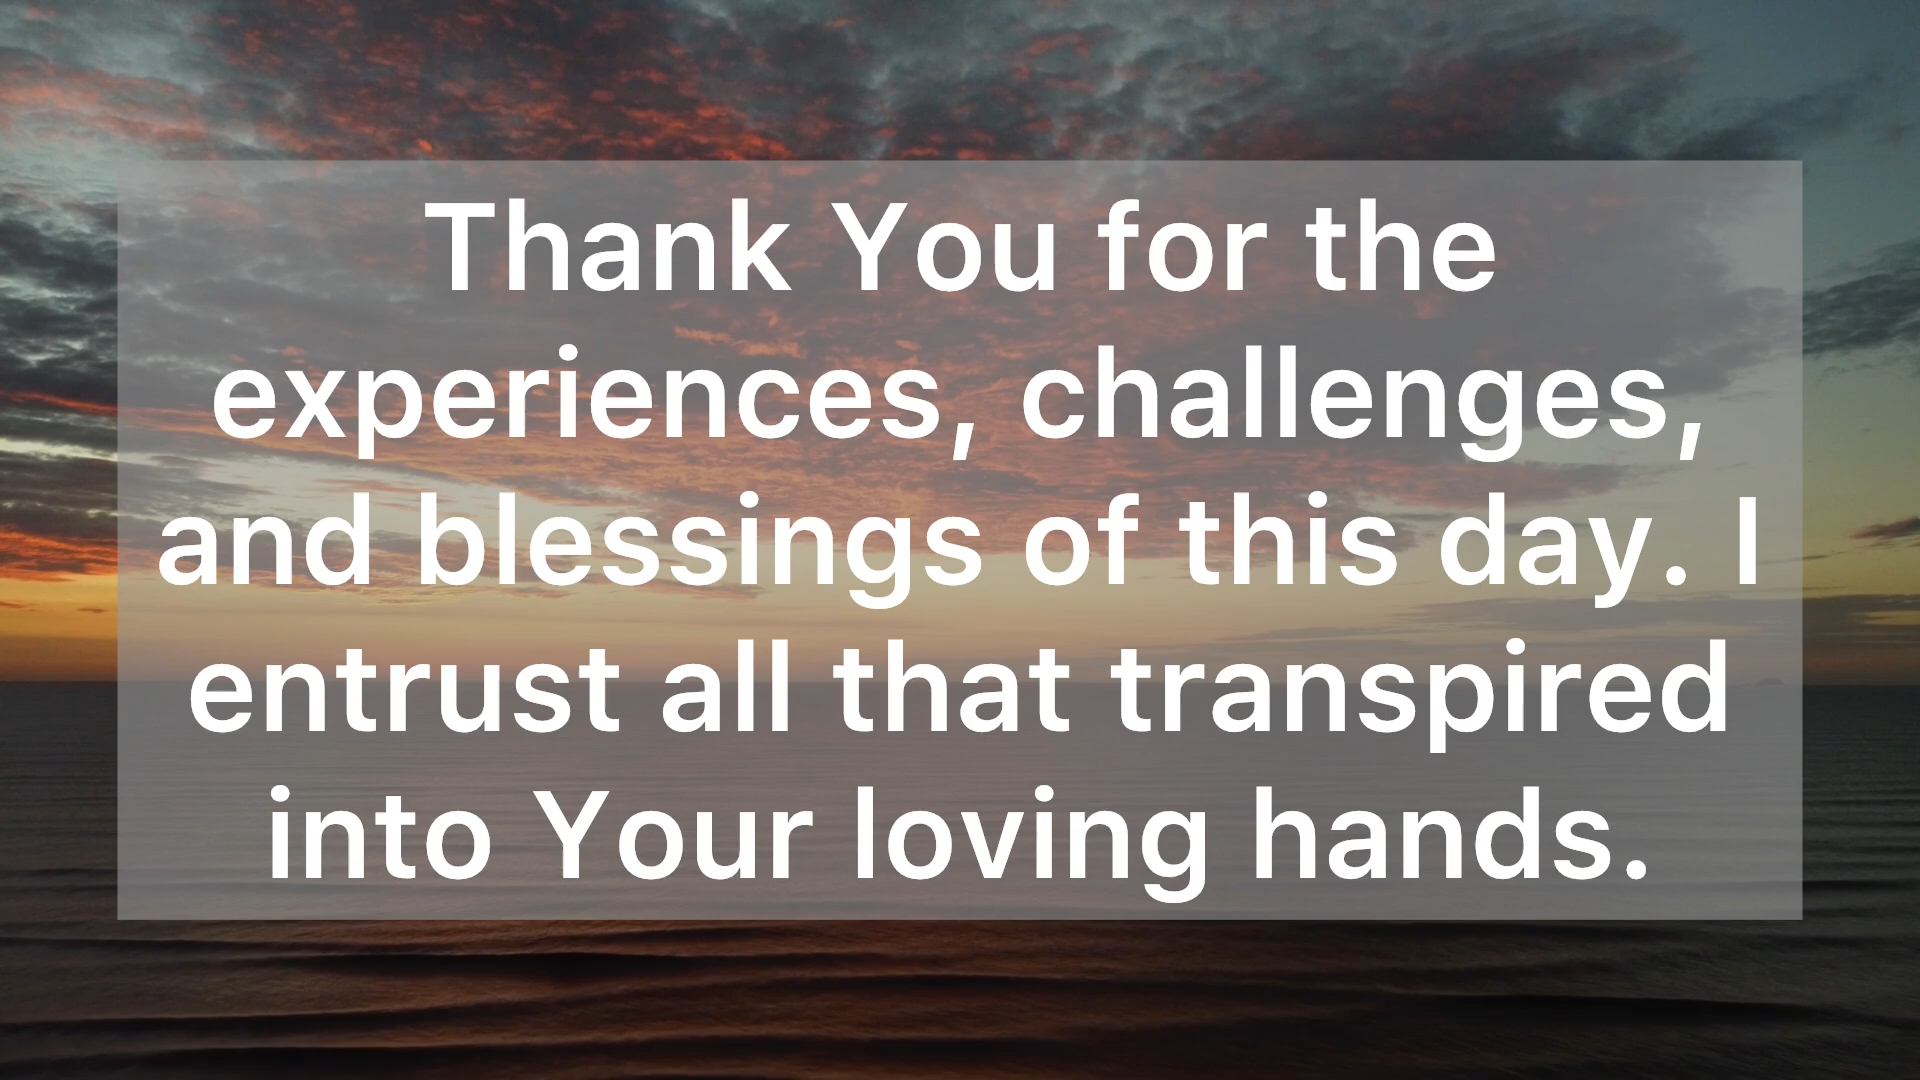 Thank You for the
experiences, challenges,
and blessings of this day. I
entrust all that transpired
into Your loving hands.